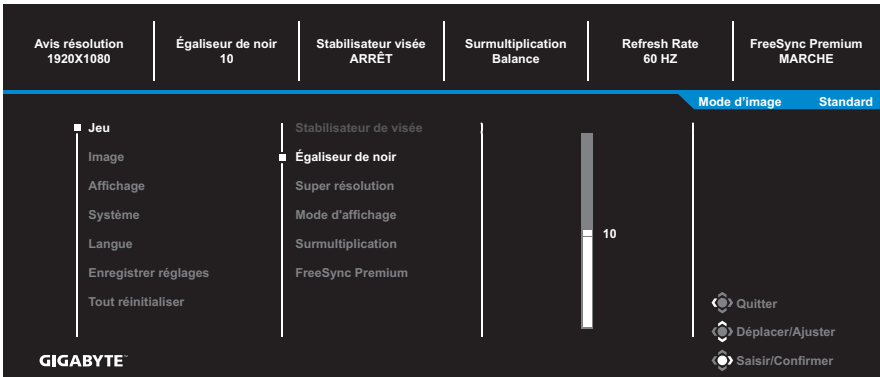 Avis résolution
1920X1080
Égaliseur de noir
10
Stabilisateur visée
ARRÊT
Surmultiplication
Balance
Refresh Rate
60 HZ
FreeSync Premium
MARCHE
Mode d'image Standard
Jeu
Image
Affichage
Système
Langue
Enregistrer réglages
Tout réinitialiser
Stabilisateur de visée
Égaliseur de noir
Super résolution
Mode d'affichage
Surmultiplication
FreeSync Premium
10
Quitter
Déplacer/Ajuster
Saisir/Confirmer
GIGABYTE™